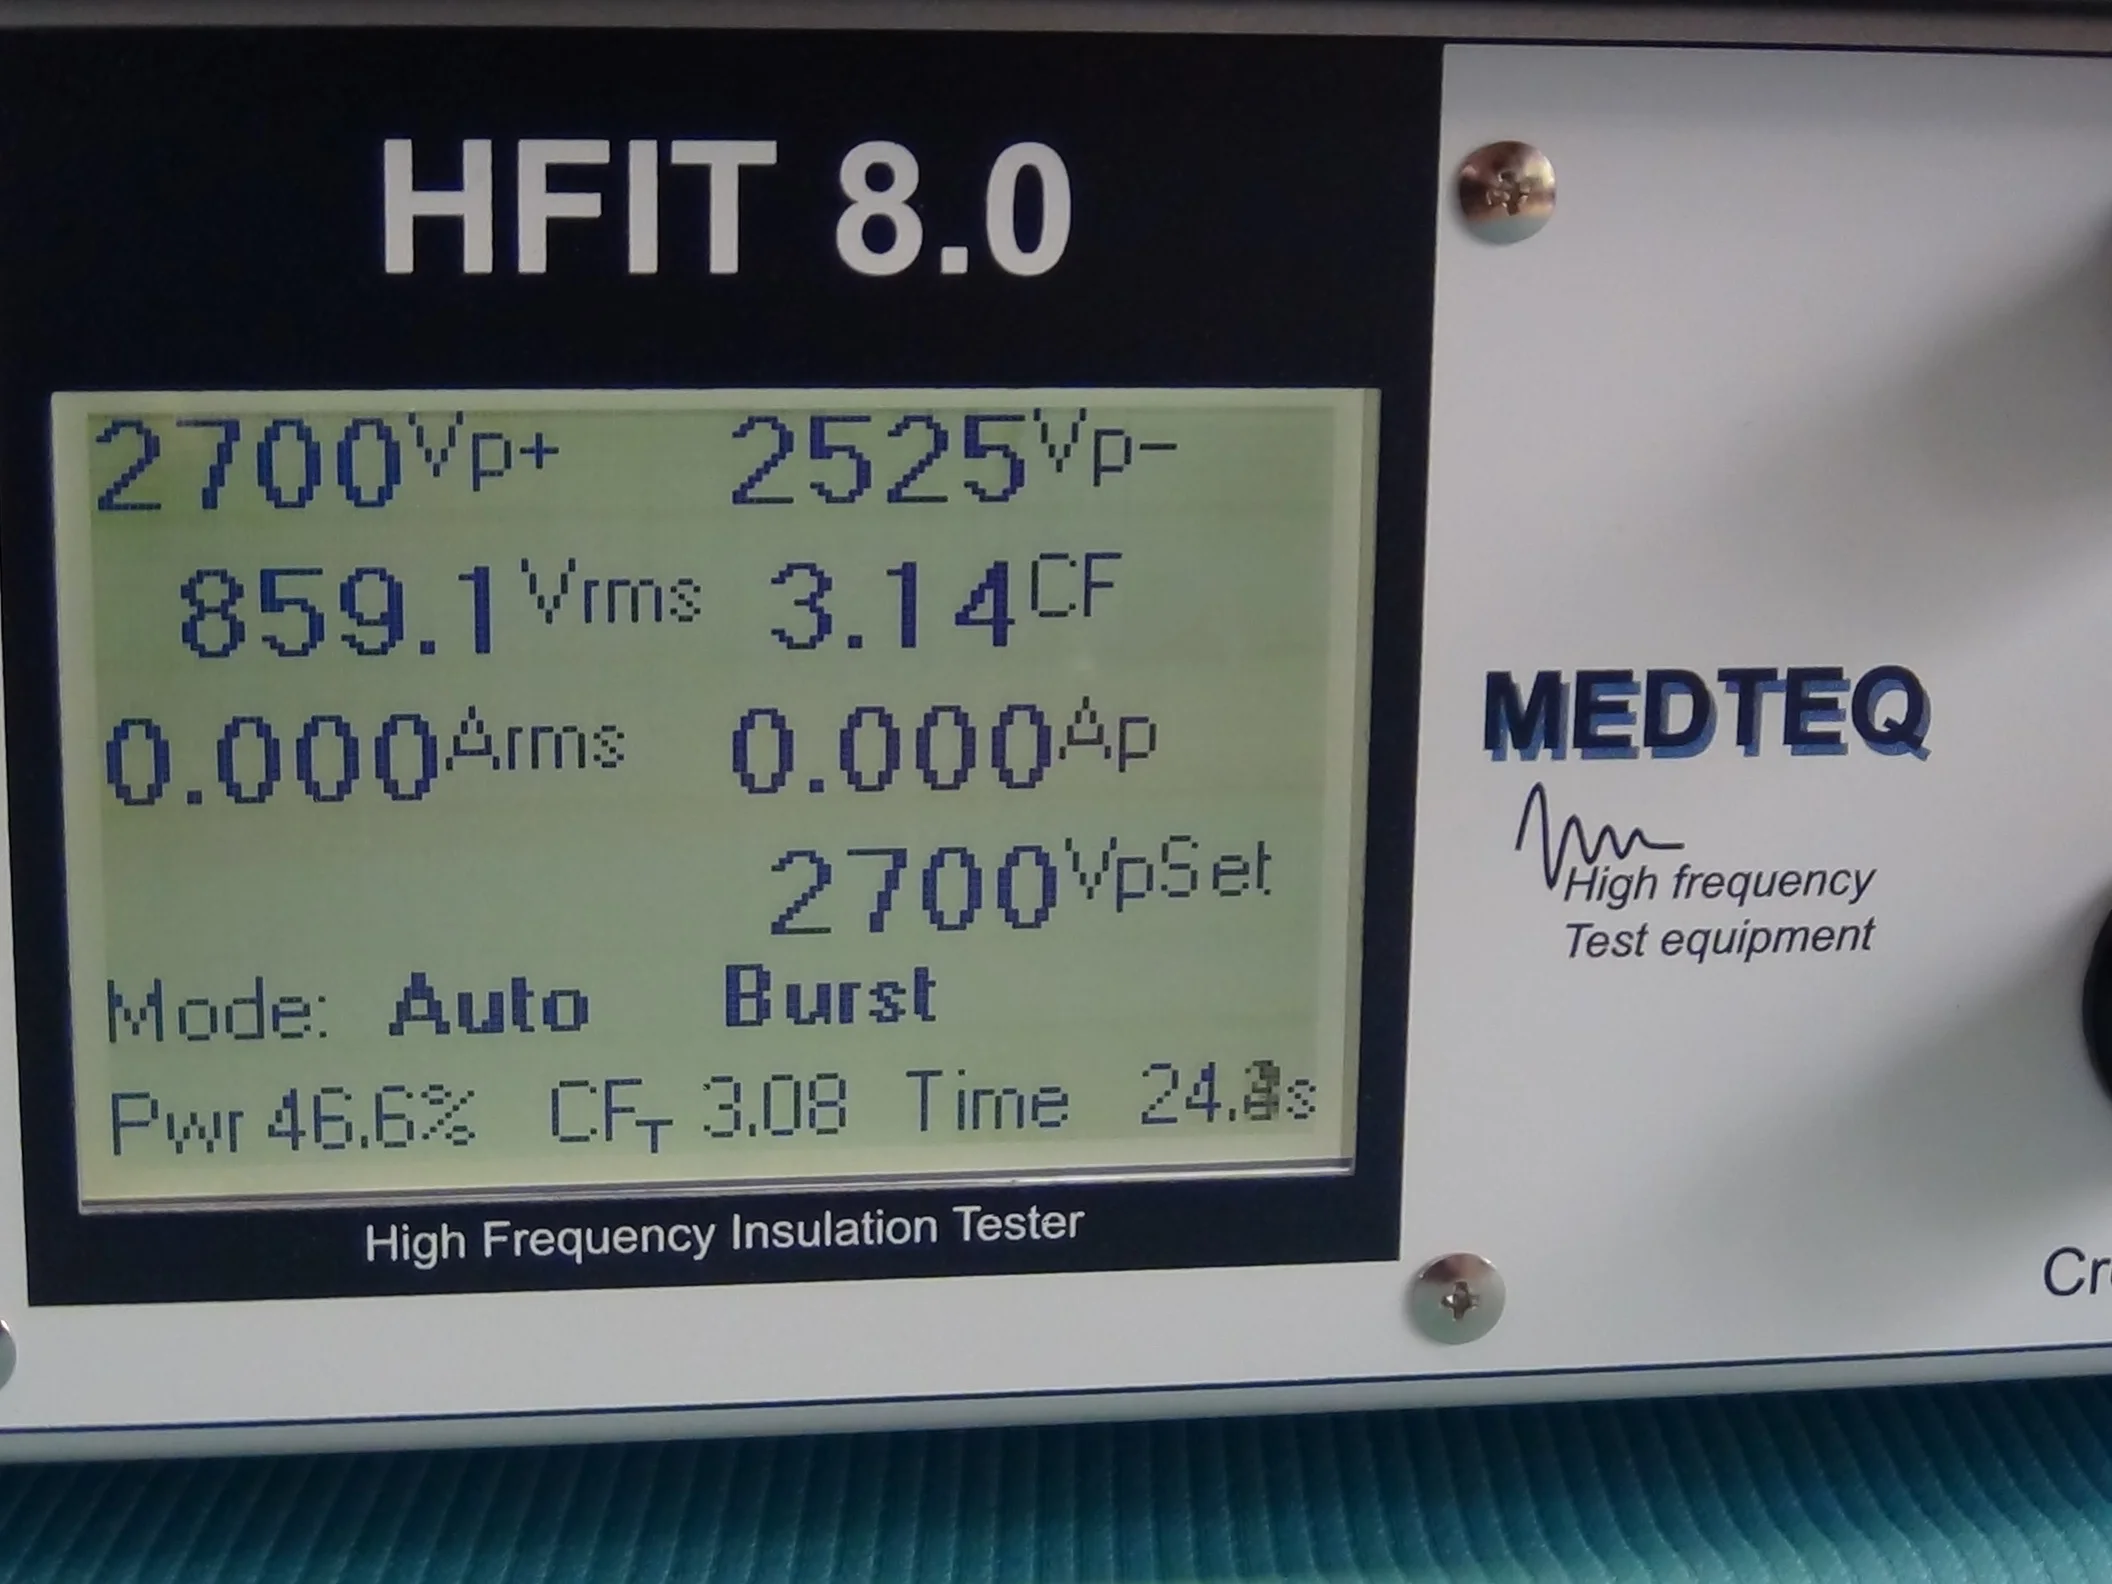 HFIT 8.0
2700Vp+ 2525Vp-
859.1Vrms 3.14CF
0.000Arms 0.000Ap
2700VpSet
Mode: Auto Burst
Pwr 46.6% CFT 3.08 Time
High Frequency Insulation Tester
MEDTEQ
High frequency
Test equipment